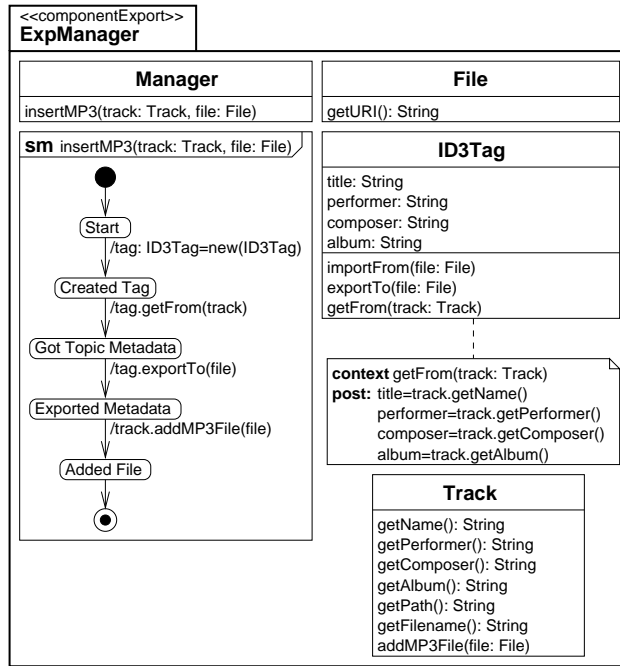 <<componentExport>>
ExpManager
Manager
insertMP3(track: Track, file: File)
sm insertMP3(track: Track, file: File)
Start
/tag: ID3Tag=new(ID3Tag)
Created Tag
/tag.getFrom(track)
Got Topic Metadata
/tag.exportTo(file)
Exported Metadata
/track.addMP3File(file)
Added File
File
getURI(): String
ID3Tag
title: String
performer: String
composer: String
album: String
importFrom(file: File)
exportTo(file: File)
getFrom(track: Track)
context getFrom(track: Track)
post: title=track.getName()
performer=track.getPerformer()
composer=track.getComposer()
album=track.getAlbum()
Track
getName(): String
getPerformer(): String
getComposer(): String
getAlbum(): String
getPath(): String
getFilename(): String
addMP3File(file: File)